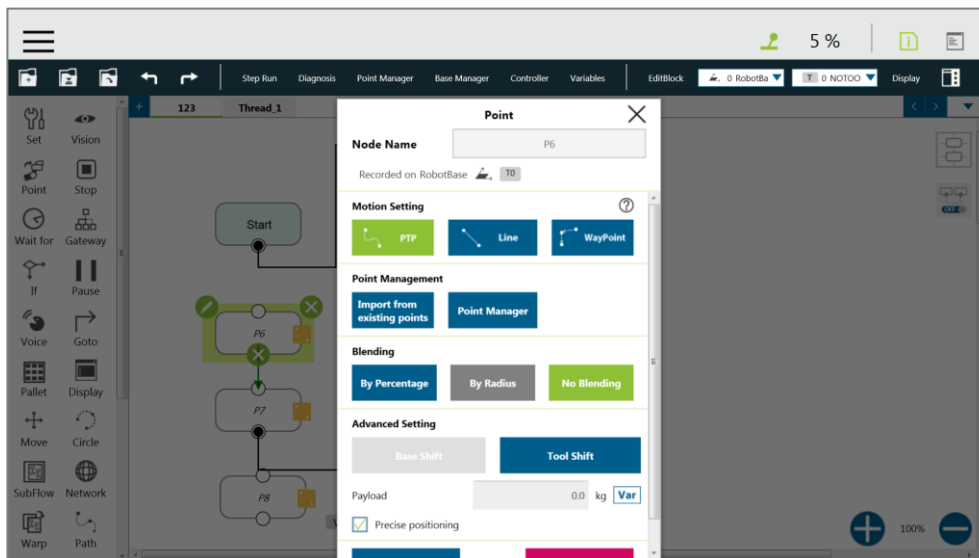 5 %
Step Run Diagnosis Point Manager Base Manager Controller Variables EditBlock 0 RobotBa T 0 NOTOO Display
123 Thread_1
Set Vision
Point Stop
Wait for Gateway
If Pause
Voice Goto
Pallet Display
Move Circle
SubFlow Network
Warp Path
Start
P6
P7
P8
Point
Node Name P6
Recorded on RobotBase T0
Motion Setting
PTP Line WayPoint
Point Management
Import from
existing points
Point Manager
Blending
By Percentage By Radius No Blending
Advanced Setting
Base Shift Tool Shift
Payload 0.0 kg Var
Precise positioning
OFF
100%